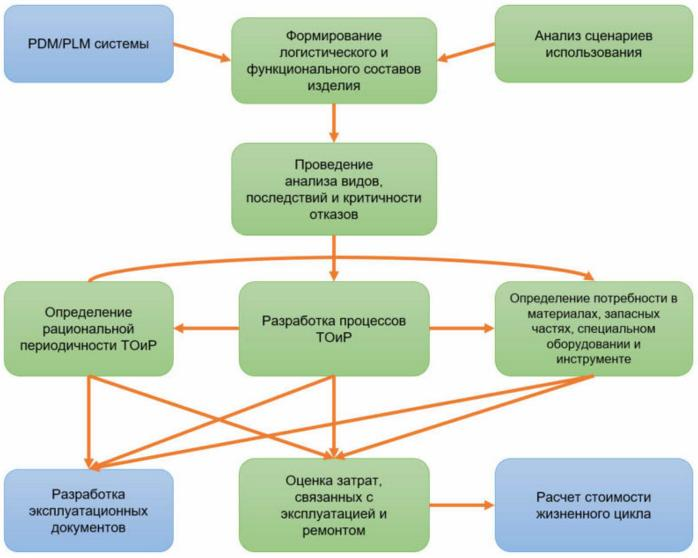 PDM/PLM системы
Формирование
логистического и
функционального составов
изделия
Анализ сценариев
использования
Проведение
анализа видов,
последствий и критичности
отказов
Определение
рациональной
периодичности ТОиР
Разработка процессов
ТОиР
Определение потребности в
материалах, запасных
частях, специальном
оборудовании и
инструменте
Разработка
эксплуатационных
документов
Оценка затрат,
связанных с
эксплуатацией и
ремонтом
Расчет стоимости
жизненного цикла